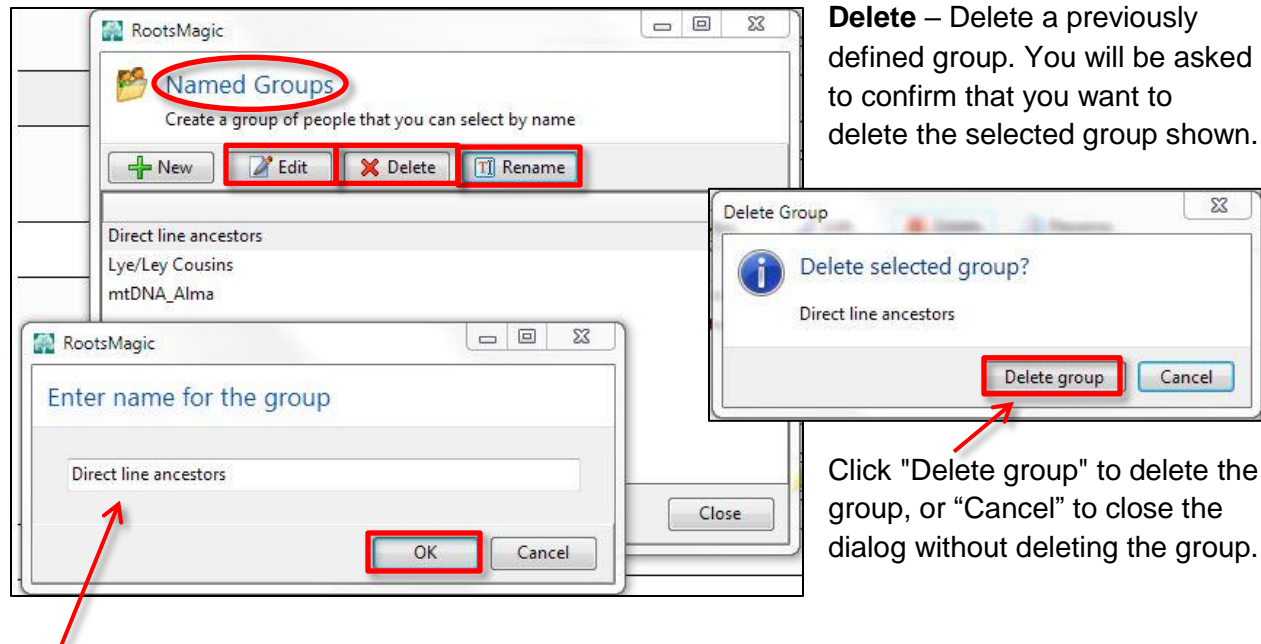 RootsMagic
Named Groups
Create a group of people that you can select by name
New Edit Delete Rename
Direct line ancestors
Lye/Ley Cousins
mtDNA_Alma
Close
RootsMagic
Enter name for the group
Direct line ancestors
OK Cancel
Delete – Delete a previously
defined group. You will be asked
to confirm that you want to
delete the selected group shown.
Delete Group
Delete selected group?
Direct line ancestors
Delete group Cancel
Click "Delete group" to delete the
group, or “Cancel” to close the
dialog without deleting the group.